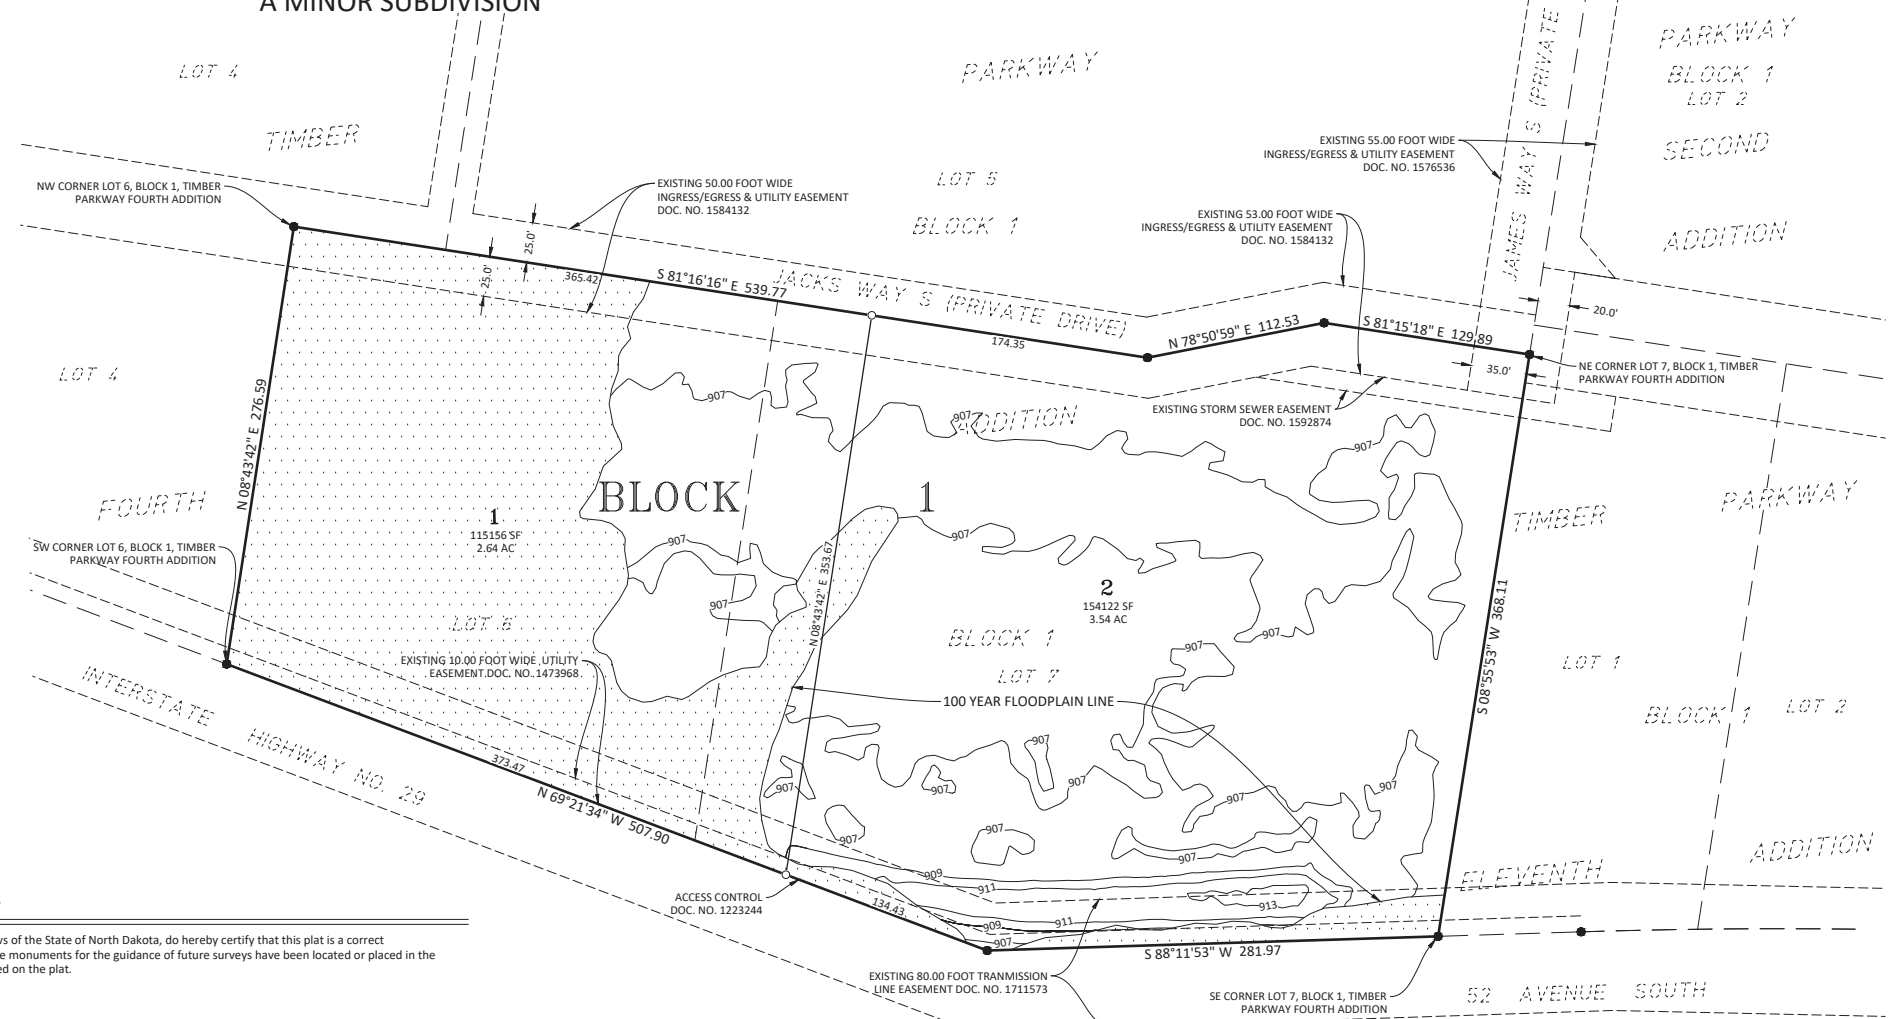 A MINOR SUBDIVISION
LOT 4
TIMBER
PARKWAY
LOT 5
BLOCK 1
PARKWAY
BLOCK 1
LOT 2
SECOND
ADDITION
JAMES WAY S (PRIVATE
EXISTING 55.00 FOOT WIDE
INGRESS/EGRESS & UTILITY EASEMENT
DOC. NO. 1576536
NW CORNER LOT 6, BLOCK 1, TIMBER
PARKWAY FOURTH ADDITION
EXISTING 50.00 FOOT WIDE
INGRESS/EGRESS & UTILITY EASEMENT
DOC. NO. 1584132
EXISTING 53.00 FOOT WIDE
INGRESS/EGRESS & UTILITY EASEMENT
DOC. NO. 1584132
25.0'
25.0'
365.42
S 81°16'16" E 539.77
JACKS WAY S (PRIVATE DRIVE)
174.35
N 78°50'59" E 112.53
S 81°15'18" E 129.89
20.0'
35.0'
NE CORNER LOT 7, BLOCK 1, TIMBER
PARKWAY FOURTH ADDITION
EXISTING STORM SEWER EASEMENT
DOC. NO. 1592874
LOT 4
N 08°43'42" E 276.59
907
907
ADDITION
907
FOURTH
BLOCK 1
1
115156 SF
2.64 AC
907
907
TIMBER
PARKWAY
SW CORNER LOT 6, BLOCK 1, TIMBER
PARKWAY FOURTH ADDITION
N 08°43'42" E 353.67
2
154122 SF
3.54 AC
S 08°55'53" W 368.11
907
LOT 6
BLOCK 1
LOT 7
907
907
LOT 1
EXISTING 10.00 FOOT WIDE UTILITY
EASEMENT DOC. NO. 1473968
100 YEAR FLOODPLAIN LINE
BLOCK 1
LOT 2
INTERSTATE HIGHWAY NO. 29
373.47
N 69°21'34" W 507.90
907
907
907
907
907
907
907
907
907
ADDITION
ELEVENTH
909
911
913
911
909
907
ACCESS CONTROL
DOC. NO. 1223244
134.43
S 88°11'53" W 281.97
EXISTING 80.00 FOOT TRANMISSION
LINE EASEMENT DOC. NO. 1711573
SE CORNER LOT 7, BLOCK 1, TIMBER
PARKWAY FOURTH ADDITION
52 AVENUE SOUTH
of the State of North Dakota, do hereby certify that this plat is a correct
monuments for the guidance of future surveys have been located or placed in the
on the plat.